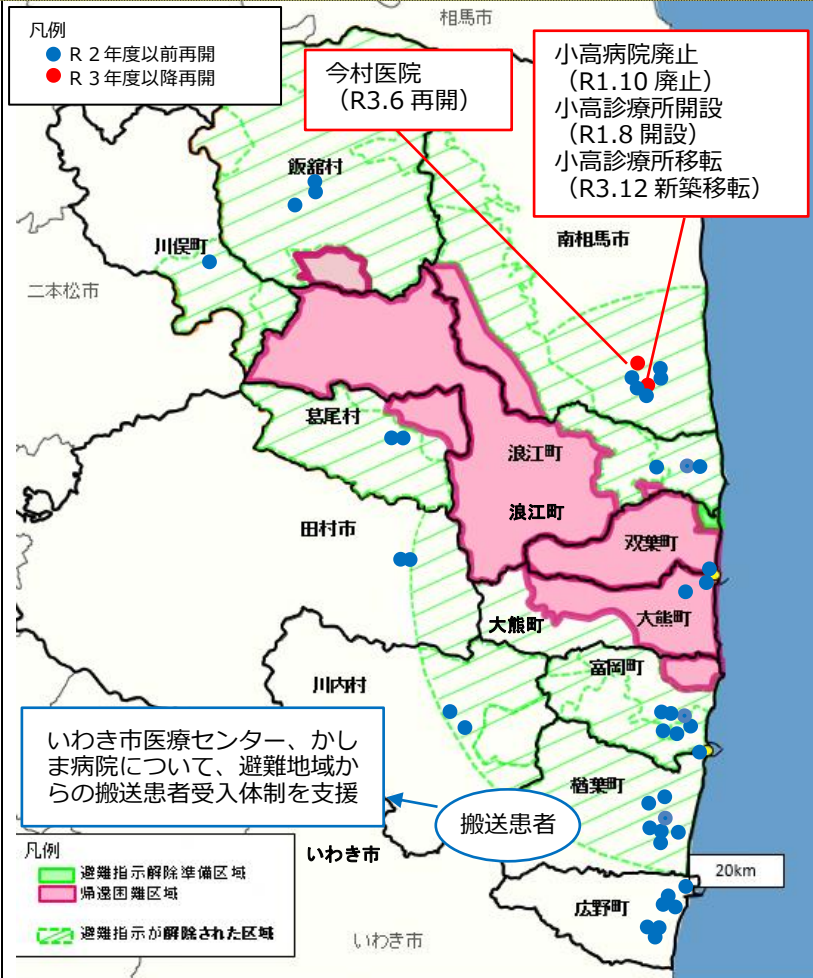 相馬市
凡例
R２年度以前再開
R３年度以降再開
今村医院
（R3.6 再開）
小高病院廃止
（R1.10 廃止）
小高診療所開設
（R1.8 開設）
小高診療所移転
（R3.12 新築移転）
飯舘村
川俣町
南相馬市
二本松市
葛尾村
浪江町
浪江町
田村市
双葉町
大熊町
大熊町
富岡町
川内村
いわき市医療センター、かし
ま病院について、避難地域か
らの搬送患者受入体制を支援
楢葉町
搬送患者
凡例
避難指示解除準備区域
帰還困難区域
避難指示が解除された区域
いわき市
20km
広野町
いわき市